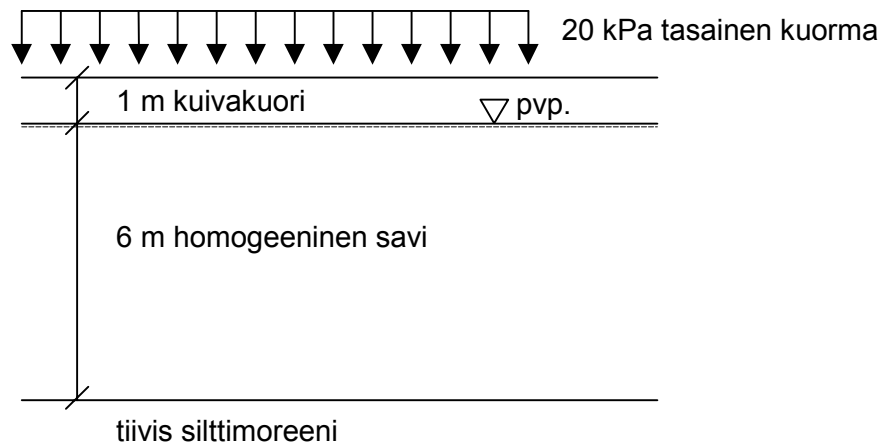 20 kPa tasainen kuorma
1 m kuivakuori
pvp.
6 m homogeeninen savi
tiivis silttimoreeni